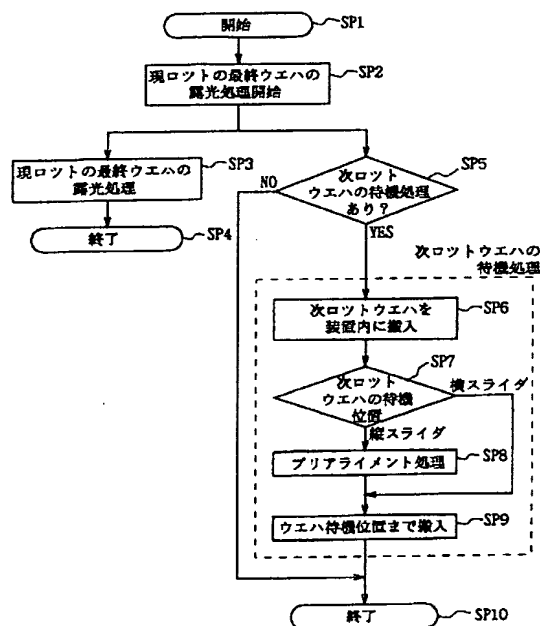 開始
SP1
現ロツトの最終ウエハの
露光処理開始
SP2
現ロツトの最終ウエハの
露光処理
SP3
終了
SP4
次ロツト
ウエハの待機処理
あり?
SP5
NO
YES
次ロツトウエハの
待機処理
次ロツトウエハを
装置内に搬入
SP6
次ロツト
ウエハの待機
位置
SP7
横スライダ
縦スライダ
プリアライメント処理
SP8
ウエハ待機位置まで搬入
SP9
終了
SP10